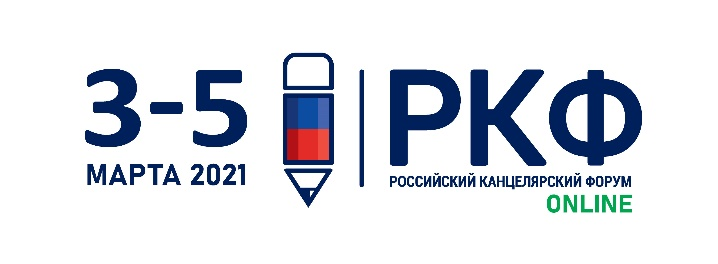 3-5
МАРТА 2021
РКФ
РОССИЙСКИЙ КАНЦЕЛЯРСКИЙ ФОРУМ
ONLINE